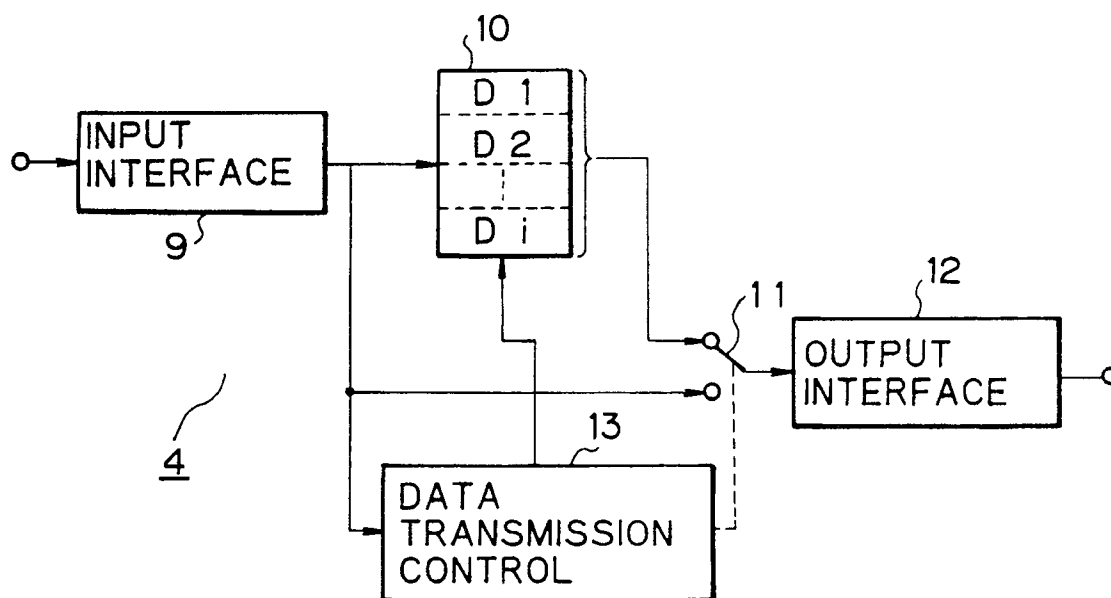 10
D 1
D 2
D i
INPUT
INTERFACE
9
11
12
OUTPUT
INTERFACE
4
13
DATA
TRANSMISSION
CONTROL